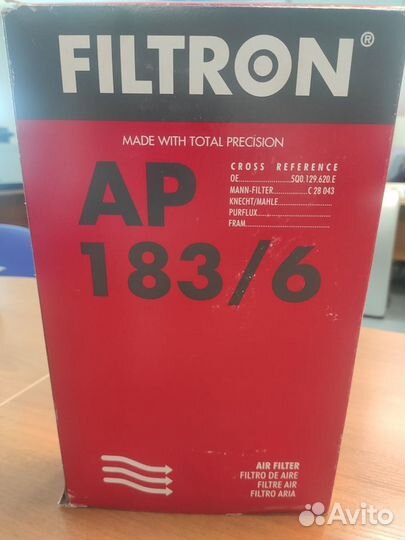 FILTRON®
MADE WITH TOTAL PRECISION
AP
183/6
CROSS REFERENCE
OE....................5Q0.129.620.E
MANN-FILTER.............C 28 043
KNECHT/MAHLE....................
PURFLUX...........................
FRAM...............................
AIR FILTER
FILTRO DE AIRE
FILTRE AIR
FILTRO ARIA
Avito